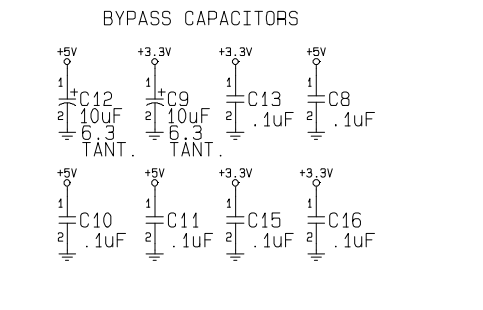 BYPASS CAPACITORS
+5V +3.3V +3.3V +5V
1 1 1 1
+ C12 + C9 C13 C8
2 10uF 2 10uF 2 .1uF 2 .1uF
6.3 6.3
TANT. TANT.
+5V +5V +3.3V +3.3V
1 1 1 1
C10 C11 C15 C16
2 .1uF 2 .1uF 2 .1uF 2 .1uF